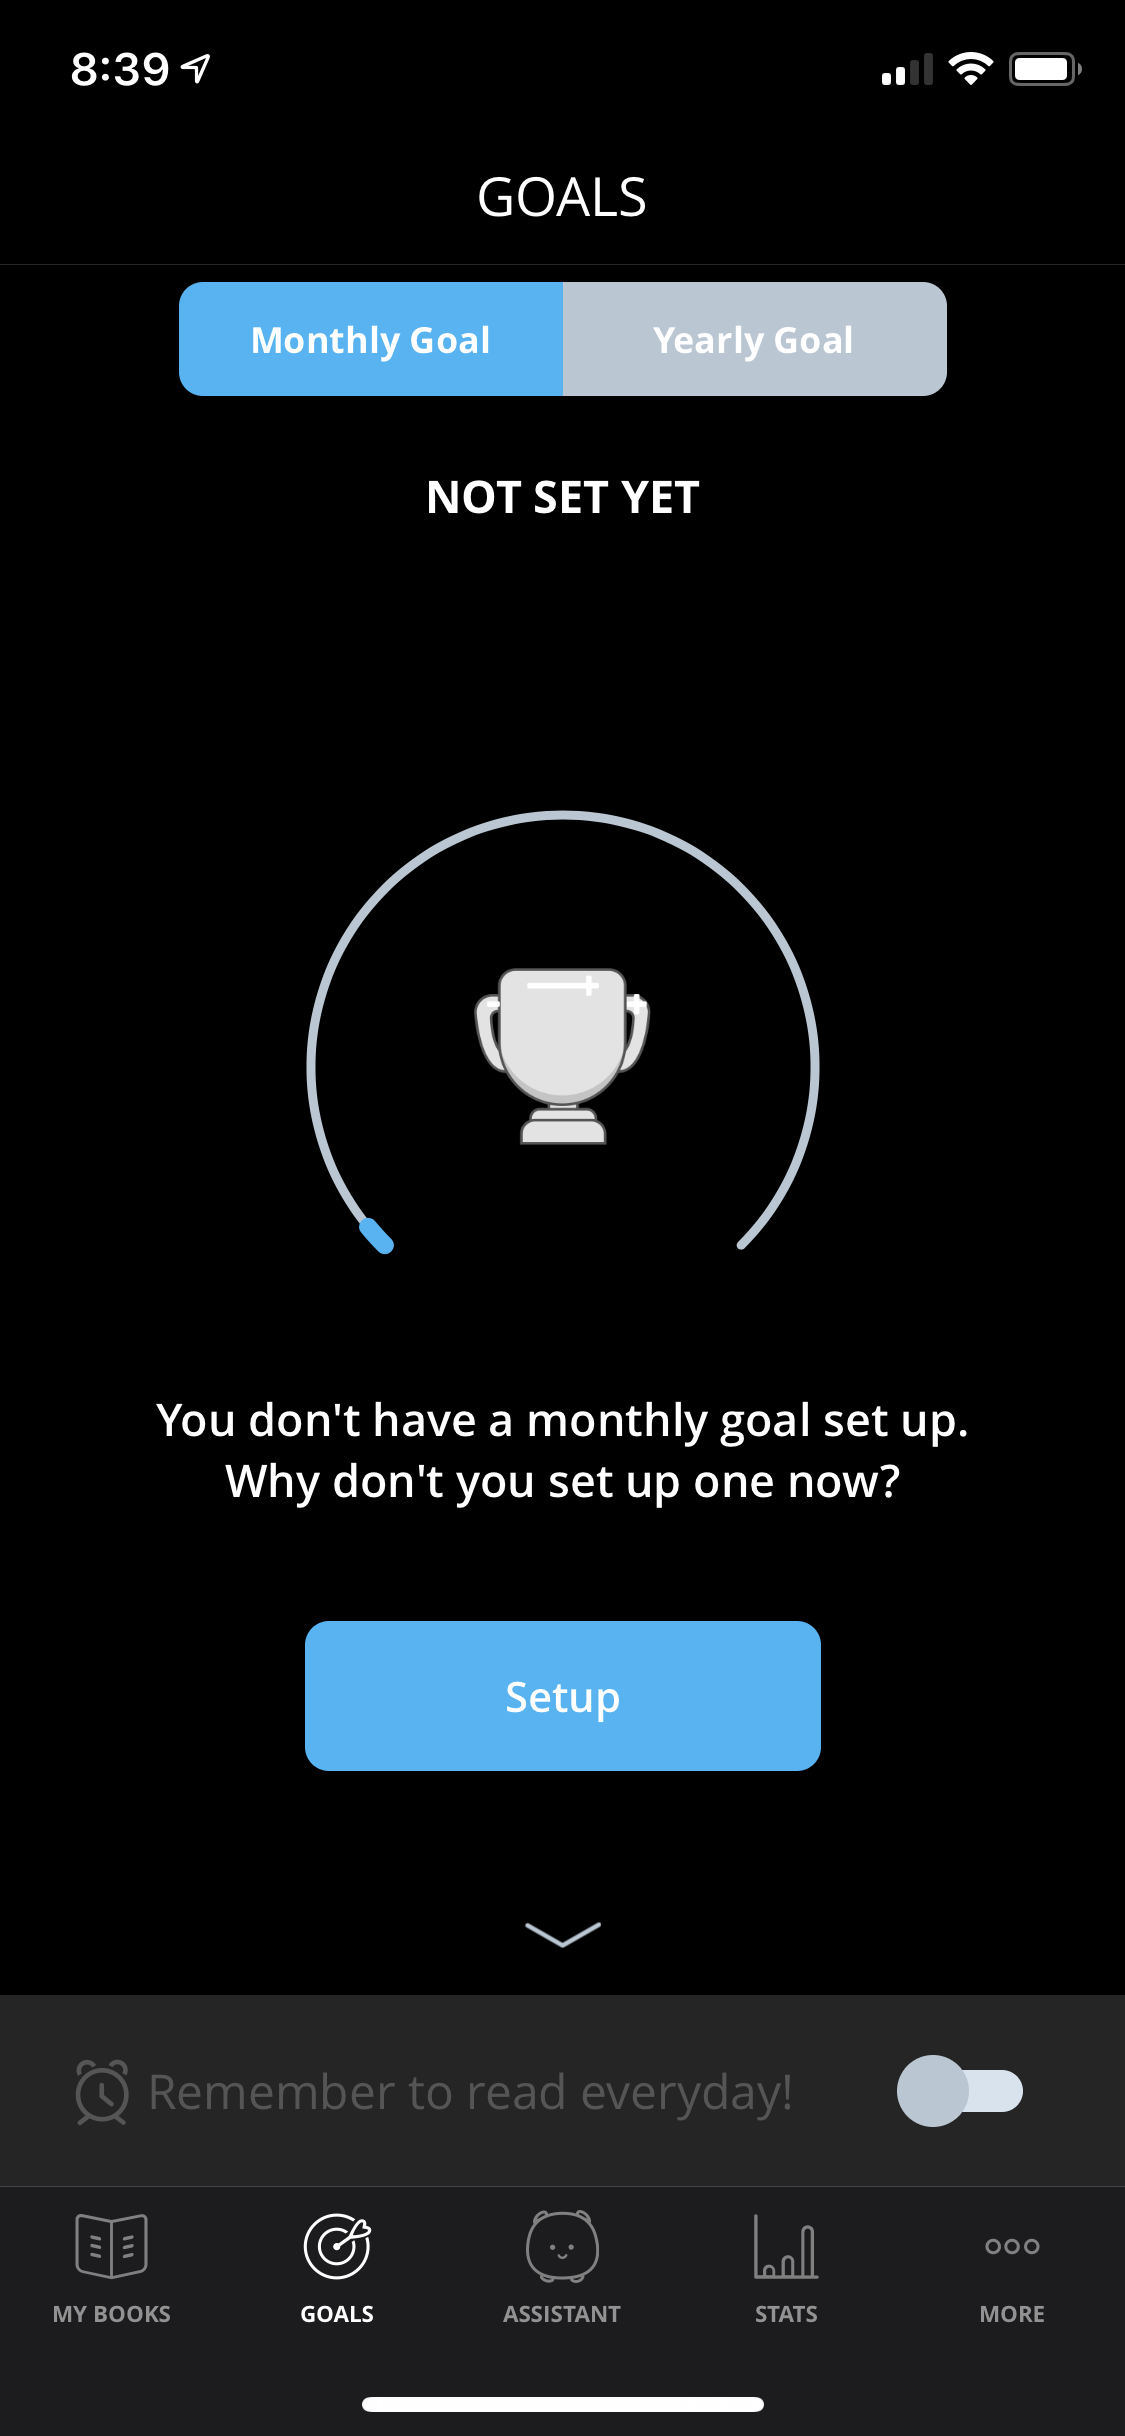 8:39
GOALS
Monthly Goal
Yearly Goal
NOT SET YET
You don't have a monthly goal set up.
Why don't you set up one now?
Setup
Remember to read everyday!
MY BOOKS
GOALS
ASSISTANT
STATS
MORE